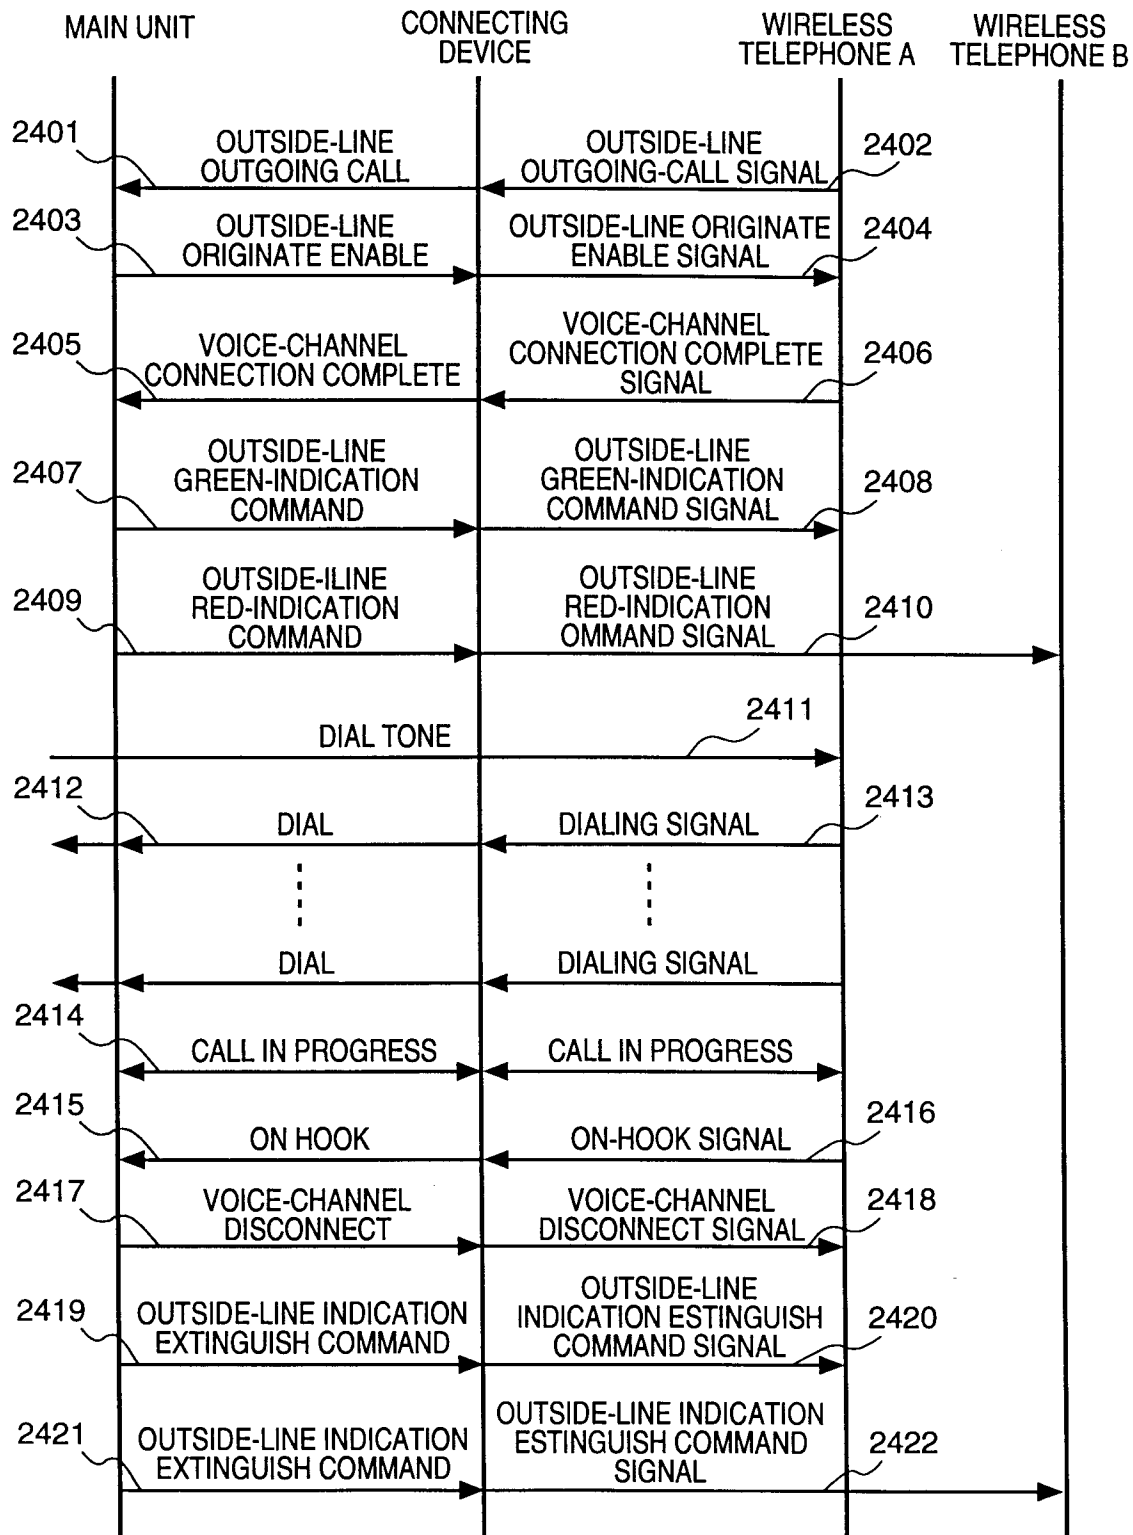 MAIN UNIT
CONNECTING
DEVICE
WIRELESS
TELEPHONE A
WIRELESS
TELEPHONE B
2401
OUTSIDE-LINE
OUTGOING CALL
OUTSIDE-LINE
OUTGOING-CALL SIGNAL
2402
2403
OUTSIDE-LINE
ORIGINATE ENABLE
OUTSIDE-LINE ORIGINATE
ENABLE SIGNAL
2404
2405
VOICE-CHANNEL
CONNECTION COMPLETE
VOICE-CHANNEL
CONNECTION COMPLETE
SIGNAL
2406
2407
OUTSIDE-LINE
GREEN-INDICATION
COMMAND
OUTSIDE-LINE
GREEN-INDICATION
COMMAND SIGNAL
2408
2409
OUTSIDE-ILINE
RED-INDICATION
COMMAND
OUTSIDE-LINE
RED-INDICATION
OMMAND SIGNAL
2410
DIAL TONE
2411
2412
DIAL
DIALING SIGNAL
2413
DIAL
DIALING SIGNAL
2414
CALL IN PROGRESS
CALL IN PROGRESS
2415
ON HOOK
ON-HOOK SIGNAL
2416
2417
VOICE-CHANNEL
DISCONNECT
VOICE-CHANNEL
DISCONNECT SIGNAL
2418
2419
OUTSIDE-LINE INDICATION
EXTINGUISH COMMAND
OUTSIDE-LINE
INDICATION ESTINGUISH
COMMAND SIGNAL
2420
2421
OUTSIDE-LINE INDICATION
EXTINGUISH COMMAND
OUTSIDE-LINE INDICATION
ESTINGUISH COMMAND
SIGNAL
2422